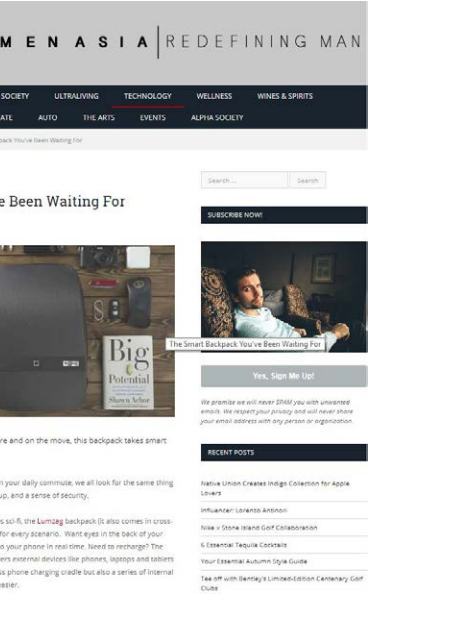 MEN ASIA REDEFINING MAN
SOCIETY ULTRALIVING TECHNOLOGY WELLNESS WINES & SPIRITS
AUTO THE ARTS EVENTS ALPHA SOCIETY
You've Been Waiting For
Search ... Search
Been Waiting For
SUBSCRIBE NOW!
The Smart Backpack You've Been Waiting For
Big
Potential
Shawn Achor
Yes, Sign Me Up!
We promise we will never SPAM you with unwanted
emails. We respect your privacy and will never share
your email address with any person or organization.
and on the move, this backpack takes smart
RECENT POSTS
your daily commute, we all look for the same thing
up, and a sense of security.
Native Union Creates Indigo Collection for Apple
Lovers
Influencer: Lorenzo Antinori
sci-fi, the Lumzag backpack (it also comes in cross-
for every scenario. Want eyes in the back of your
your phone in real time. Need to recharge? The
external devices like phones, laptops and tablets
phone charging cradle but also a series of internal
easier.
Nike x Stone Island Golf Collaboration
6 Essential Tequila Cocktails
Your Essential Autumn Style Guide
Tee off with Bentley's Limited-Edition Centenary Golf
Clubs